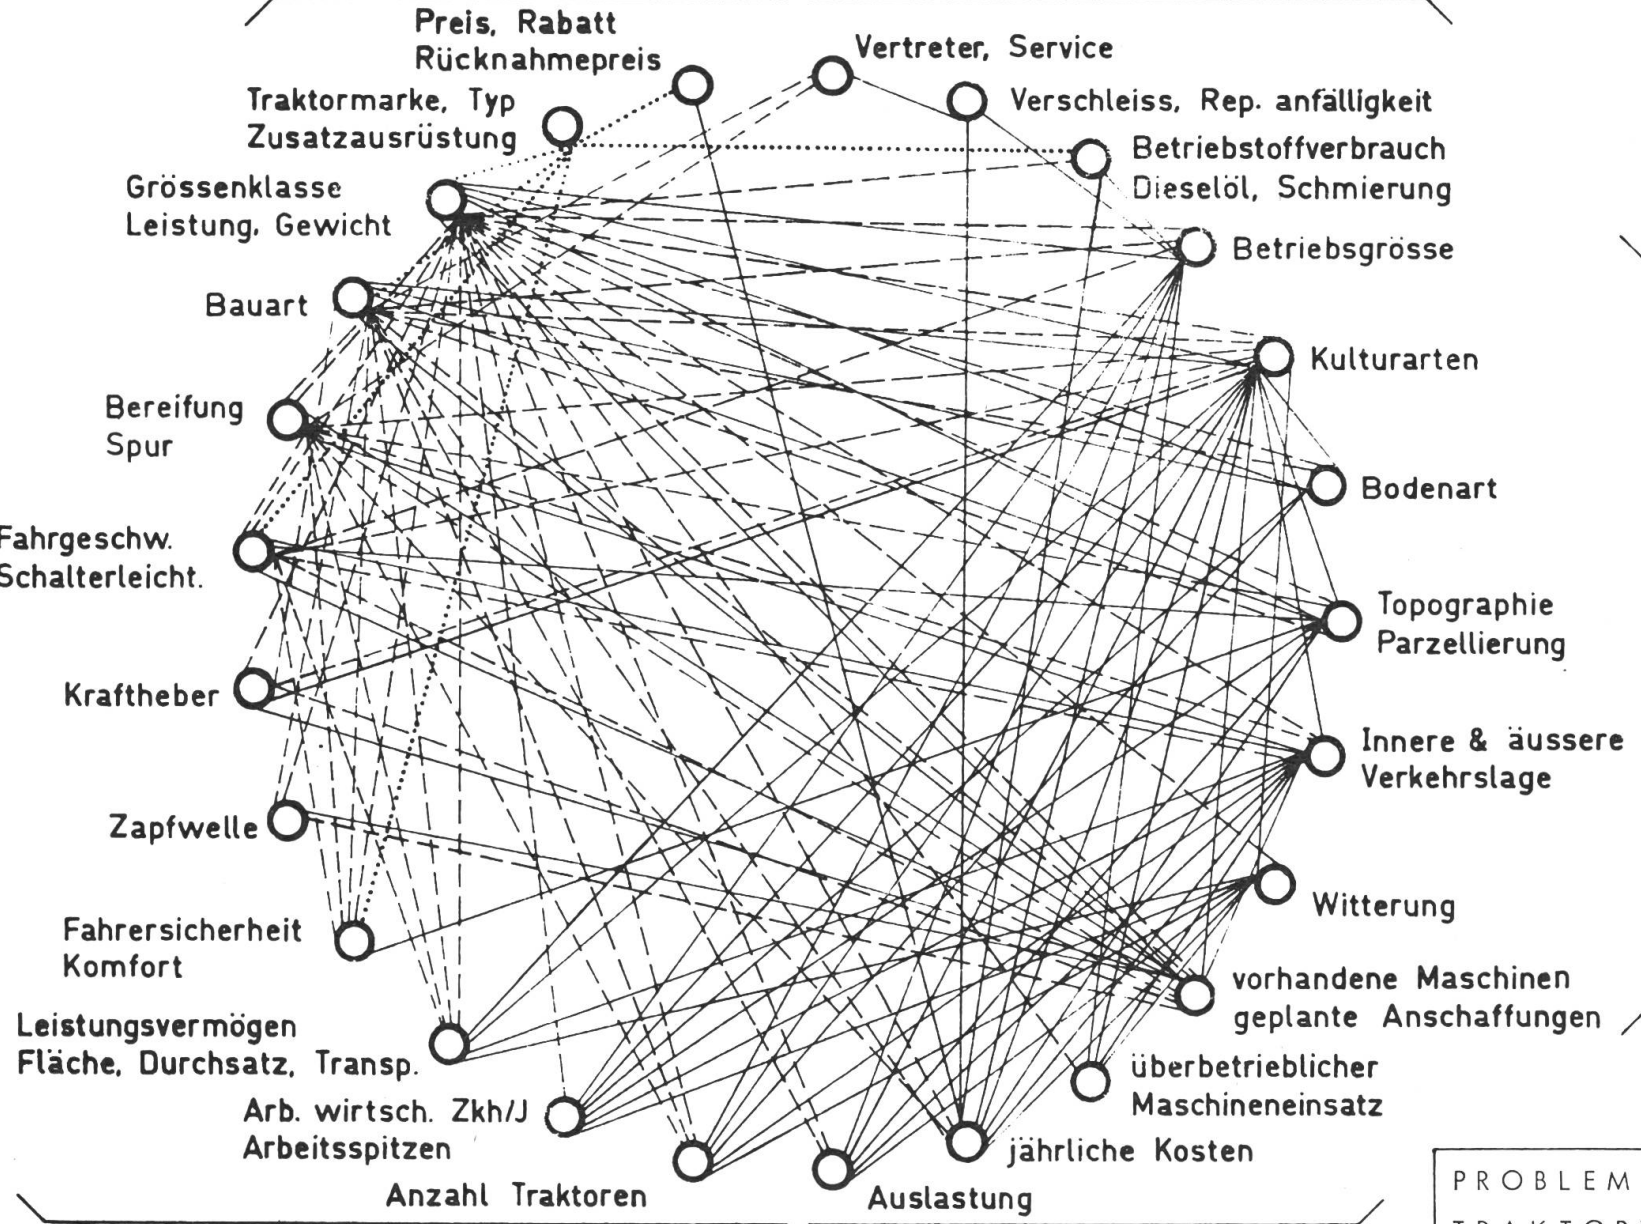 Preis, Rabatt
Rücknahmepreis
Vertreter, Service
Traktormarke, Typ
Zusatzausrüstung
Verschleiss, Rep. anfälligkeit
Betriebstoffverbrauch
Dieselöl, Schmierung
Grössenklasse
Leistung, Gewicht
Betriebsgrösse
Bauart
Kulturarten
Bereifung
Spur
Bodenart
Fahrgeschw.
Schalterleicht.
Topographie
Parzellierung
Kraftheber
Innere & äussere
Verkehrslage
Zapfwelle
Witterung
Fahrersicherheit
Komfort
vorhandene Maschinen
geplante Anschaffungen
Leistungsvermögen
Fläche, Durchsatz, Transp.
überbetrieblicher
Maschineneinsatz
Arb. wirtsch. Zkh/J
Arbeitsspitzen
jährliche Kosten
Anzahl Traktoren
Auslastung
PROBLEM